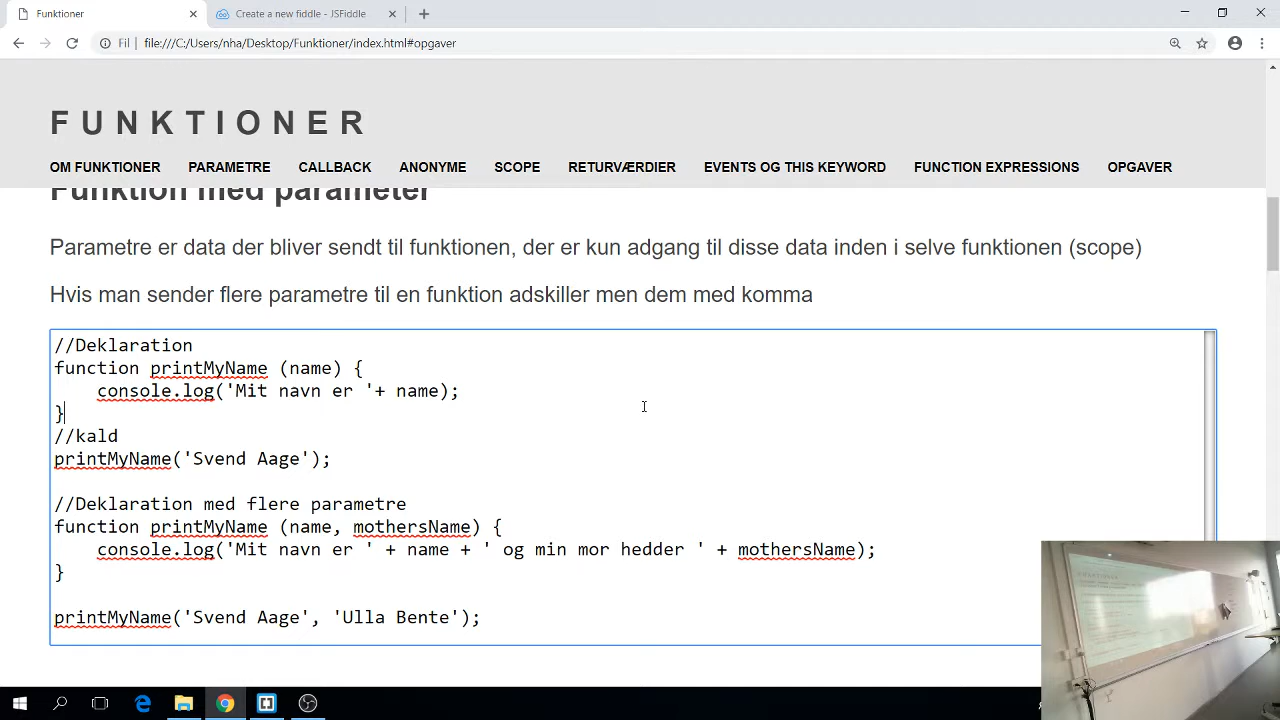 Funktioner
Create a new fiddle - JSFiddle
Fil
file:///C:/Users/nha/Desktop/Funktioner/index.html#opgaver
FUNKTIONER
OM FUNKTIONER PARAMETRE CALLBACK ANONYME SCOPE RETURVÆRDIER EVENTS OG THIS KEYWORD FUNCTION EXPRESSIONS OPGAVER
Funktion med parameter
Parametre er data der bliver sendt til funktionen, der er kun adgang til disse data inden i selve funktionen (scope)
Hvis man sender flere parametre til en funktion adskiller men dem med komma
//Deklaration
function printMyName (name) {
console.log('Mit navn er '+ name);
}
//kald
printMyName('Svend Aage');
//Deklaration med flere parametre
function printMyName (name, mothersName) {
console.log('Mit navn er ' + name + ' og min mor hedder ' + mothersName);
}
printMyName('Svend Aage', 'Ulla Bente');